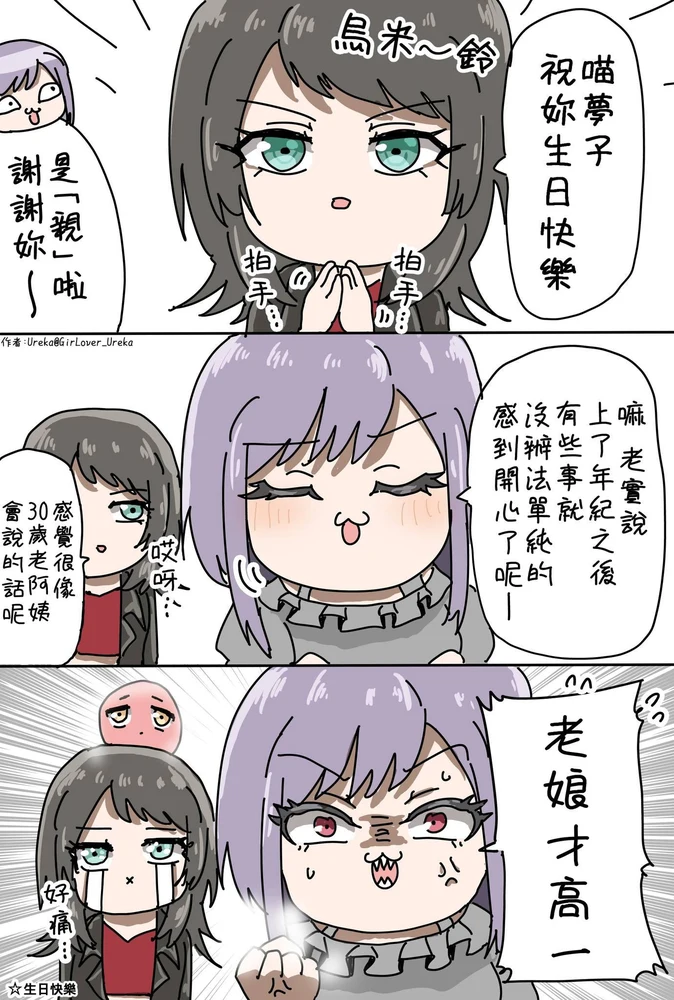 喵夢子
祝妳生日快樂
鳥米～鈴
拍手…
拍手…
是「親」啦
謝謝妳～
作者:Ureka@GirLover_Ureka
嘛 老實說
上了年紀之後
有些事就
沒辦法單純的
感到開心了呢ー
哎呀…
感覺很像
30歲老阿姨
會說的話呢
老娘才高一
好痛…
☆生日快樂